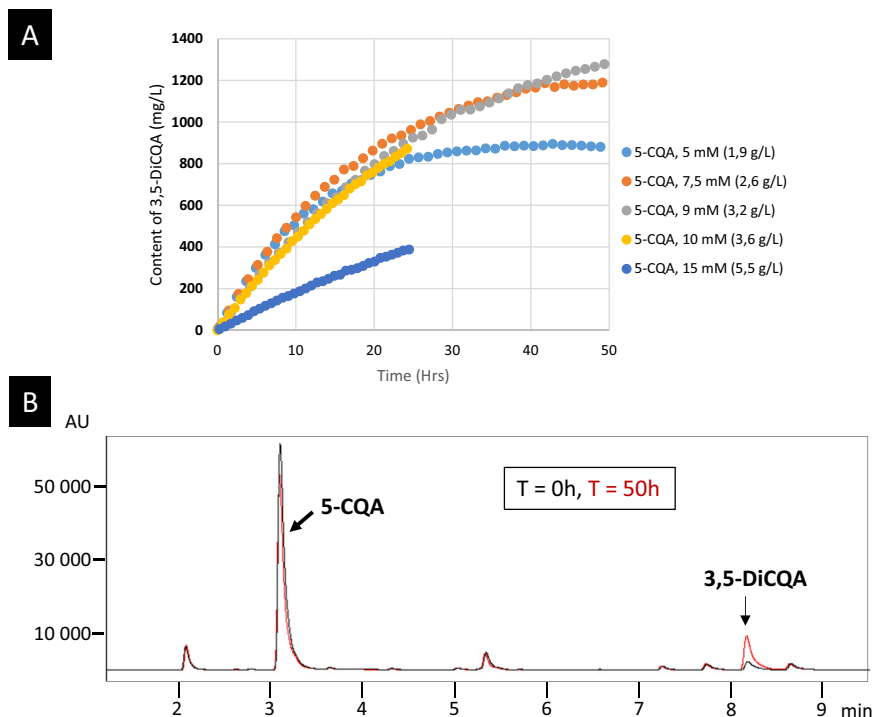 A
Content of 3,5-DiCQA (mg/L)
1400
1200
1000
800
600
400
200
0
0 10 20 30 40 50
Time (Hrs)
5-CQA, 5 mM (1,9 g/L)
5-CQA, 7,5 mM (2,6 g/L)
5-CQA, 9 mM (3,2 g/L)
5-CQA, 10 mM (3,6 g/L)
5-CQA, 15 mM (5,5 g/L)
B
AU
50 000
30 000
10 000
5-CQA
T = 0h, T = 50h
3,5-DiCQA
2 3 4 5 6 7 8 9 min